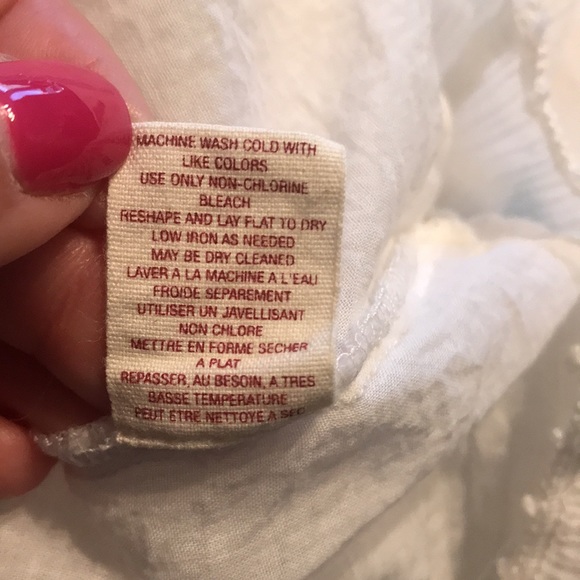 MACHINE WASH COLD WITH
LIKE COLORS
USE ONLY NON-CHLORINE
BLEACH
RESHAPE AND LAY FLAT TO DRY
LOW IRON AS NEEDED
MAY BE DRY CLEANED
LAVER A LA MACHINE A L'EAU
FROIDE SEPAREMENT
UTILISER UN JAVELLISANT
NON CHLORE
METTRE EN FORME SECHER
A PLAT
REPASSER, AU BESOIN, A TRES
BASSE TEMPERATURE
PEUT ETRE NETTOYE A SEC